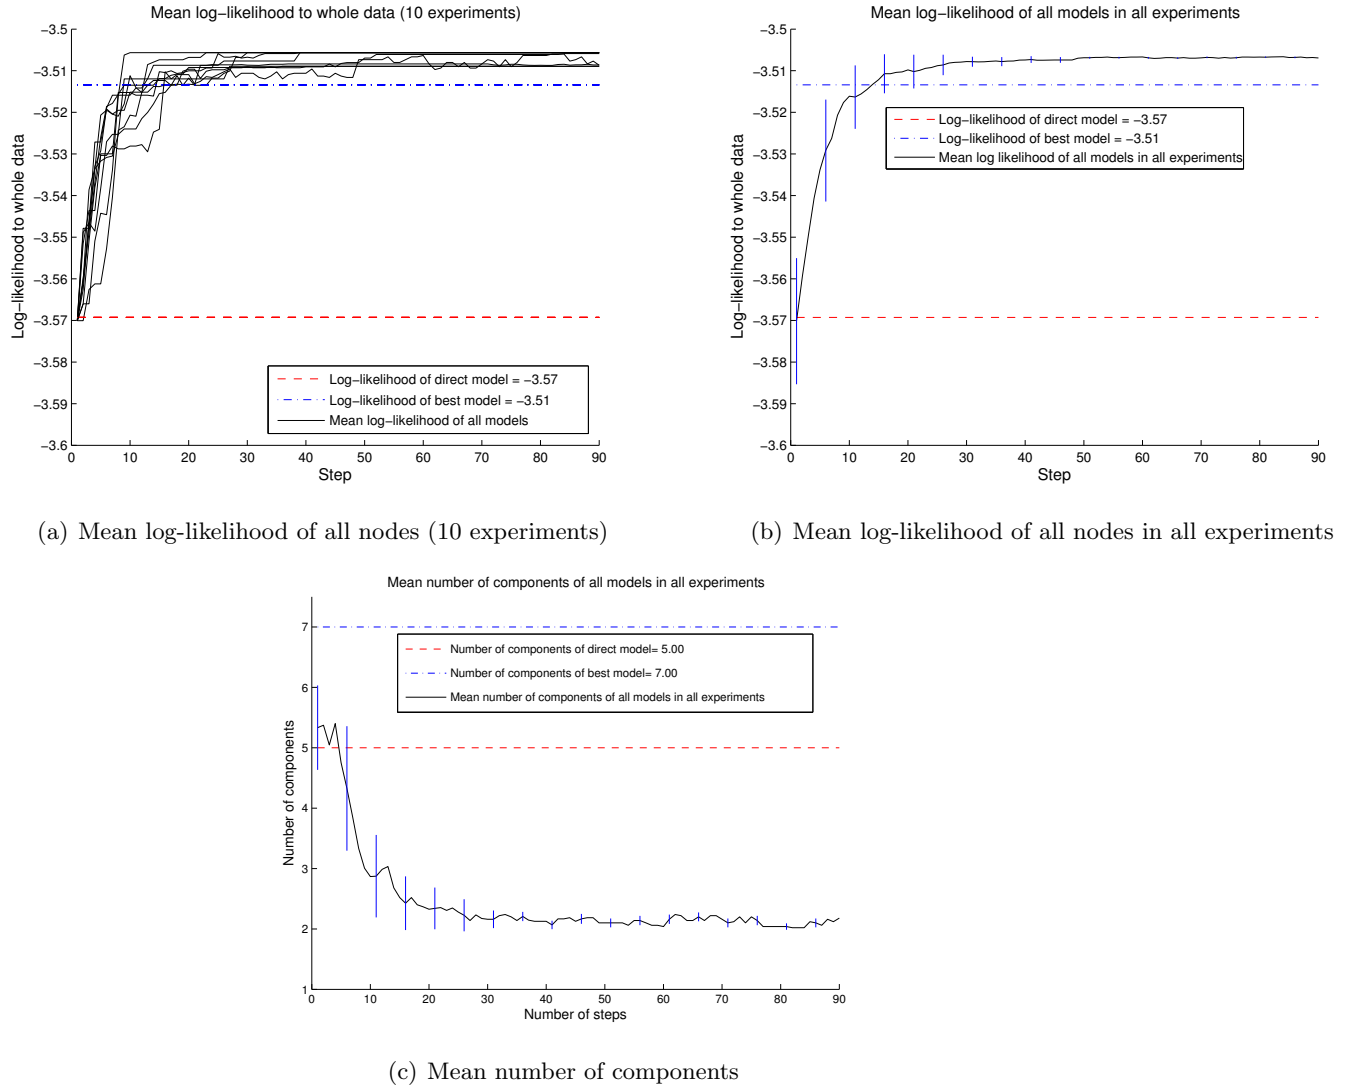 Mean log−likelihood to whole data (10 experiments)
−3.5
−3.51
−3.52
−3.53
−3.54
−3.55
−3.56
−3.57
−3.58
−3.59
−3.6
Log−likelihood to whole data
Log−likelihood of direct model = −3.57
Log−likelihood of best model = −3.51
Mean log−likelihood of all models
0 10 20 30 40 50 60 70 80 90
Step
(a) Mean log-likelihood of all nodes (10 experiments)
Mean log−likelihood of all models in all experiments
−3.5
−3.51
−3.52
−3.53
−3.54
−3.55
−3.56
−3.57
−3.58
−3.59
−3.6
Log−likelihood to whole data
Log−likelihood of direct model = −3.57
Log−likelihood of best model = −3.51
Mean log likelihood of all models in all experiments
0 10 20 30 40 50 60 70 80 90
Step
(b) Mean log-likelihood of all nodes in all experiments
Mean number of components of all models in all experiments
7
6
5
4
3
2
1
Number of components
Number of components of direct model= 5.00
Number of components of best model= 7.00
Mean number of components of all models in all experiments
0 10 20 30 40 50 60 70 80 90
Number of steps
(c) Mean number of components